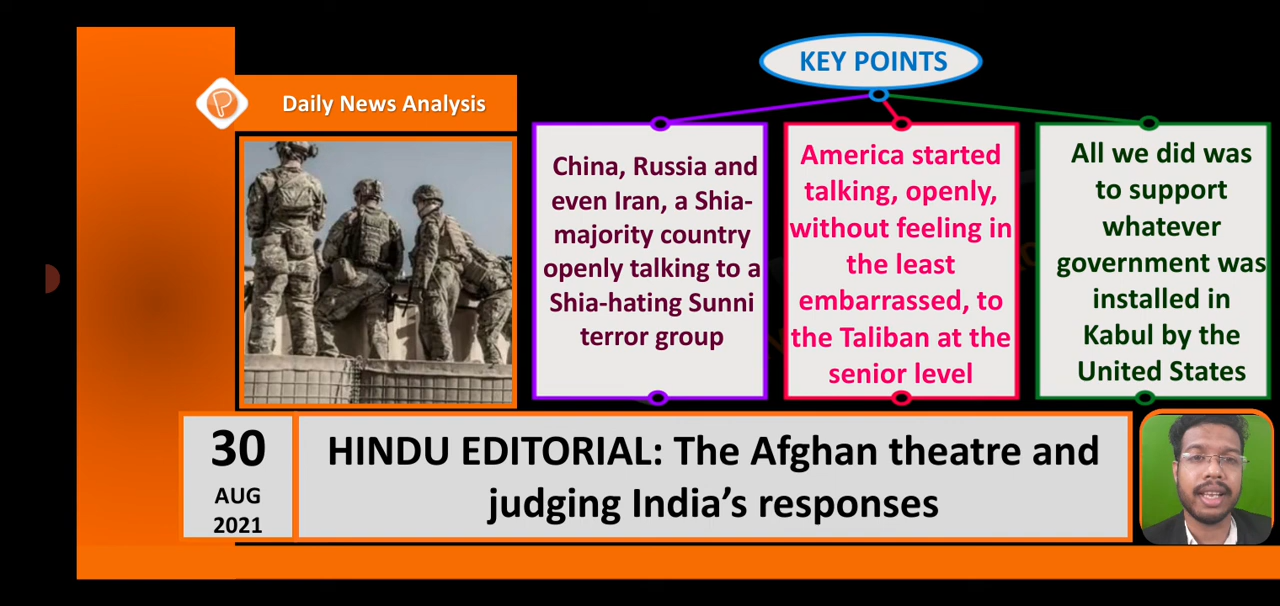 Daily News Analysis
KEY POINTS
China, Russia and
even Iran, a Shia-
majority country
openly talking to a
Shia-hating Sunni
terror group
America started
talking, openly,
without feeling in
the least
embarrassed, to
the Taliban at the
senior level
All we did was
to support
whatever
government was
installed in
Kabul by the
United States
30
AUG
2021
HINDU EDITORIAL: The Afghan theatre and
judging India's responses